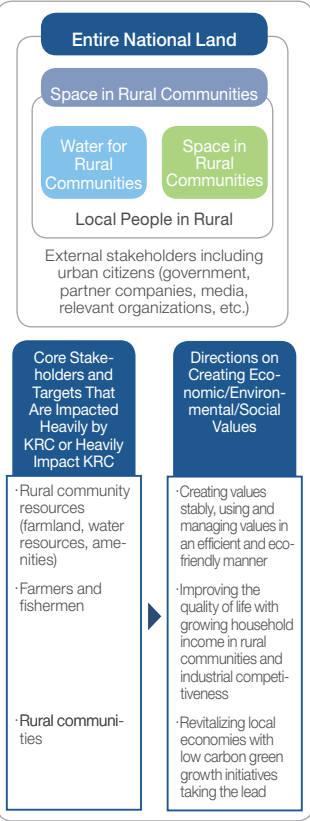 Entire National Land
Space in Rural Communities
Water for
Rural
Communities
Space in
Rural
Communities
Local People in Rural
External stakeholders including
urban citizens (government,
partner companies, media,
relevant organizations, etc.)
Core Stake-
holders and
Targets That
Are Impacted
Heavily by
KRC or Heavily
Impact KRC
·Rural community
resources
(farmland, water
resources, ame-
nities)
·Farmers and
fishermen
·Rural communi-
ties
Directions on
Creating Eco-
nomic/Environ-
mental/Social
Values
·Creating values
stably, using and
managing values in
an efficient and eco-
friendly manner
·Improving the
quality of life with
growing household
income in rural
communities and
industrial competi-
tiveness
·Revitalizing local
economies with
low carbon green
growth initiatives
taking the lead